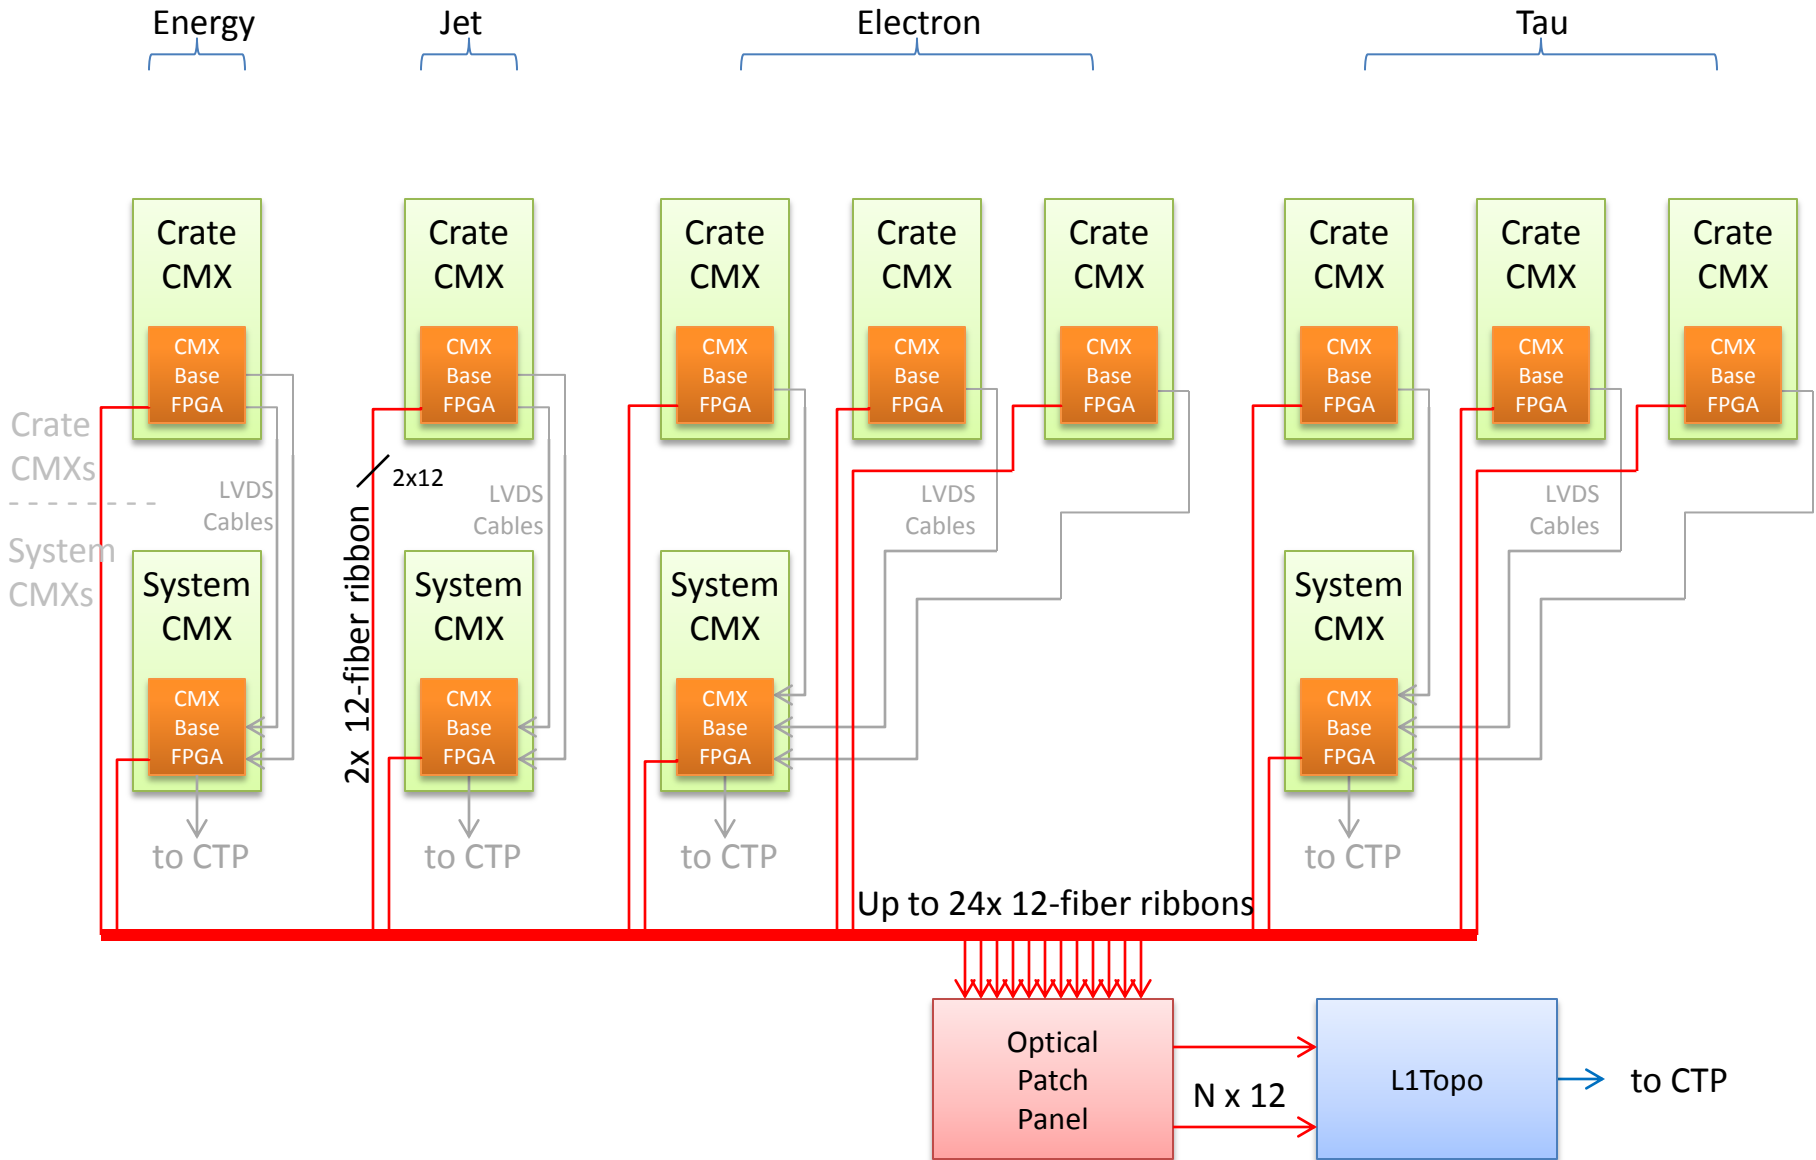 Energy
Jet
Electron
Tau
Crate
CMX
CMX
Base
FPGA
Crate
CMX
CMX
Base
FPGA
Crate
CMX
CMX
Base
FPGA
Crate
CMX
CMX
Base
FPGA
Crate
CMX
CMX
Base
FPGA
Crate
CMX
CMX
Base
FPGA
Crate
CMX
CMX
Base
FPGA
Crate
CMX
CMX
Base
FPGA
Crate
CMXs
System
CMXs
LVDS
Cables
2x12
2x 12-fiber ribbon
LVDS
Cables
LVDS
Cables
LVDS
Cables
System
CMX
CMX
Base
FPGA
to CTP
System
CMX
CMX
Base
FPGA
to CTP
System
CMX
CMX
Base
FPGA
to CTP
System
CMX
CMX
Base
FPGA
to CTP
Up to 24x 12-fiber ribbons
Optical
Patch
Panel
N x 12
L1Topo
to CTP